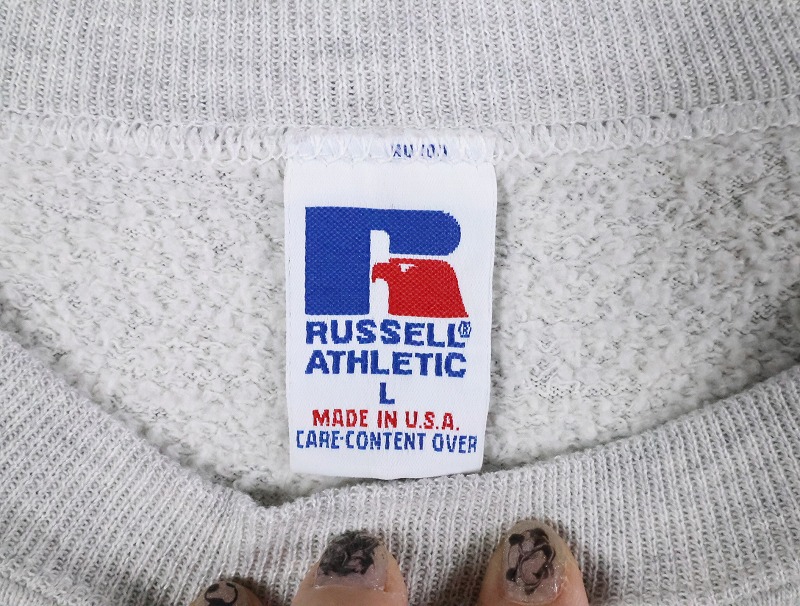 RUSSELL®
ATHLETIC
L
MADE IN U.S.A.
CARE-CONTENT OVER